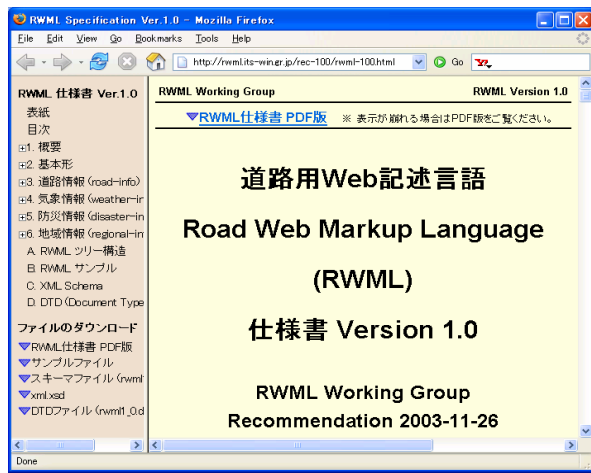 RWML Specification Ver.1.0 - Mozilla Firefox
File Edit View Go Bookmarks Tools Help
http://rwml.its-win.gr.jp/rec-100/rwml-100.html Go
RWML 仕様書 Ver.1.0
表紙
目次
1. 概要
2. 基本形
3. 道路情報 (road-info)
4. 気象情報 (weather-in
5. 防災情報 (disaster-in
6. 地域情報 (regional-in
A. RWML ツリー構造
B. RWML サンプル
C. XML Schema
D. DTD (Document Type
ファイルのダウンロード
▼RWML仕様書 PDF版
▼サンプルファイル
▼スキーマファイル (rwml
▼xml.xsd
▼DTDファイル (rwml1_0.d
RWML Working Group RWML Version 1.0
▼RWML仕様書 PDF版 ※ 表示が崩れる場合はPDF版をご覧ください。
道路用Web記述言語
Road Web Markup Language
(RWML)
仕様書 Version 1.0
RWML Working Group
Recommendation 2003-11-26
Done